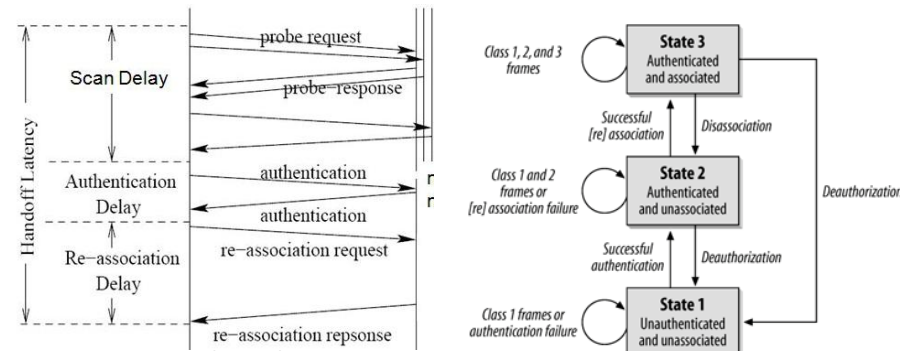 probe request
Scan Delay
probe-response
Handoff Latency
authentication
Authentication
Delay
authentication
re-association request
Re-association
Delay
re-association repsonse
State 3
Authenticated
and associated
Class 1, 2, and 3
frames
Successful
[re] association
Disassociation
State 2
Authenticated
and unassociated
Class 1 and 2
frames or
[re] association failure
Deauthorization
Successful
authentication
Deauthorization
State 1
Unauthenticated
and unassociated
Class 1 frames or
authentication failure